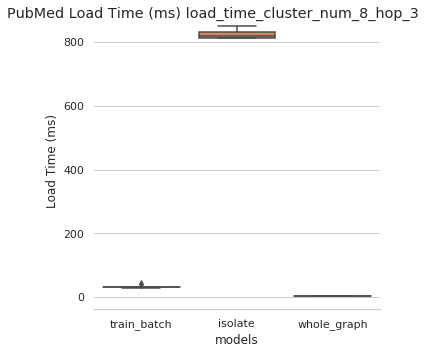 PubMed Load Time (ms) load_time_cluster_num_8_hop_3
800
600
400
200
0
Load Time (ms)
train_batch isolate whole_graph
models